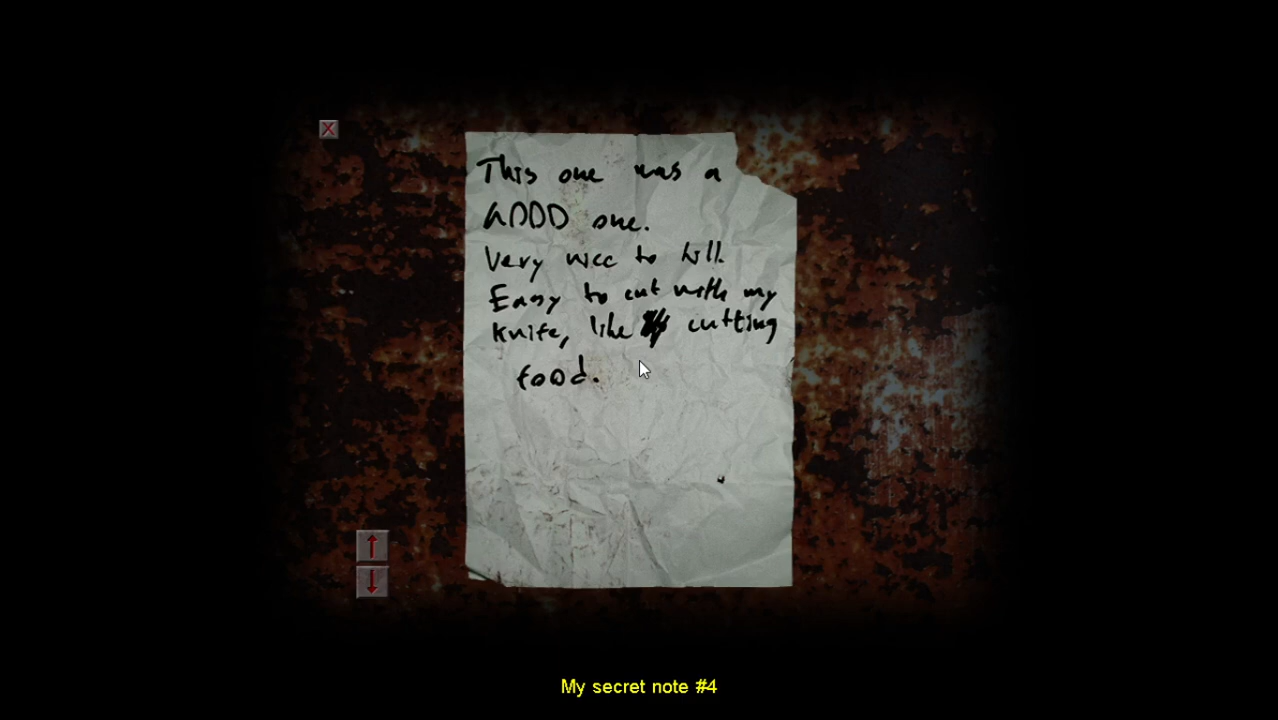 This one was a
GOOD one.
Very nice to kill.
Easy to cut with my
knife, like cutting
food.
My secret note #4